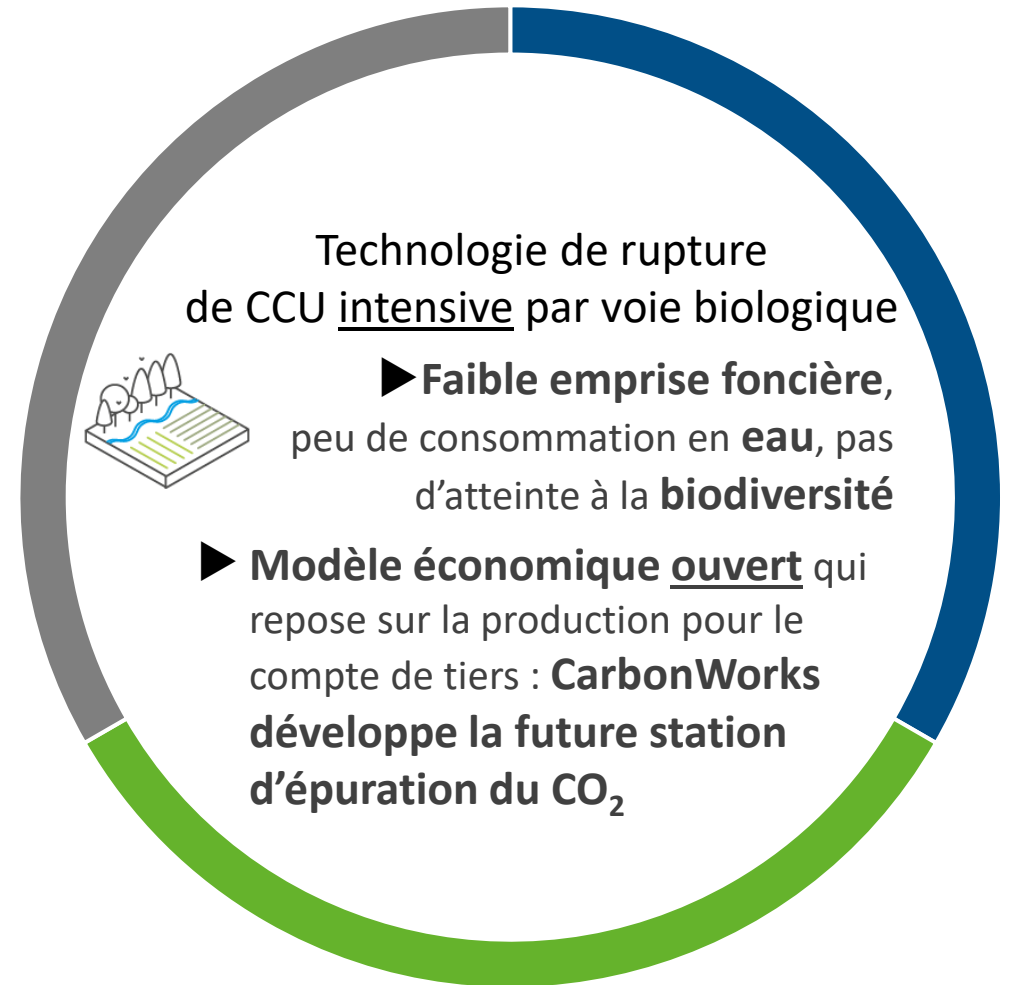 Technologie de rupture
de CCU intensive par voie biologique
▶Faible emprise foncière,
peu de consommation en eau, pas
d’atteinte à la biodiversité
▶ Modèle économique ouvert qui
repose sur la production pour le
compte de tiers : CarbonWorks
développe la future station
d’épuration du CO₂